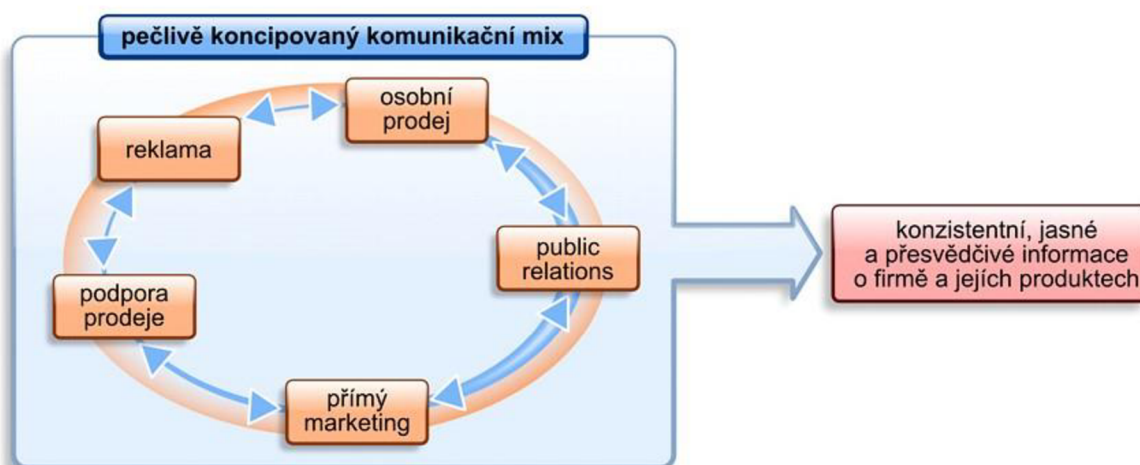 pečlivě koncipovaný komunikační mix
osobní
prodej
reklama
public
relations
podpora
prodeje
přímý
marketing
konzistentní, jasné
a přesvědčivé informace
o firmě a jejích produktech